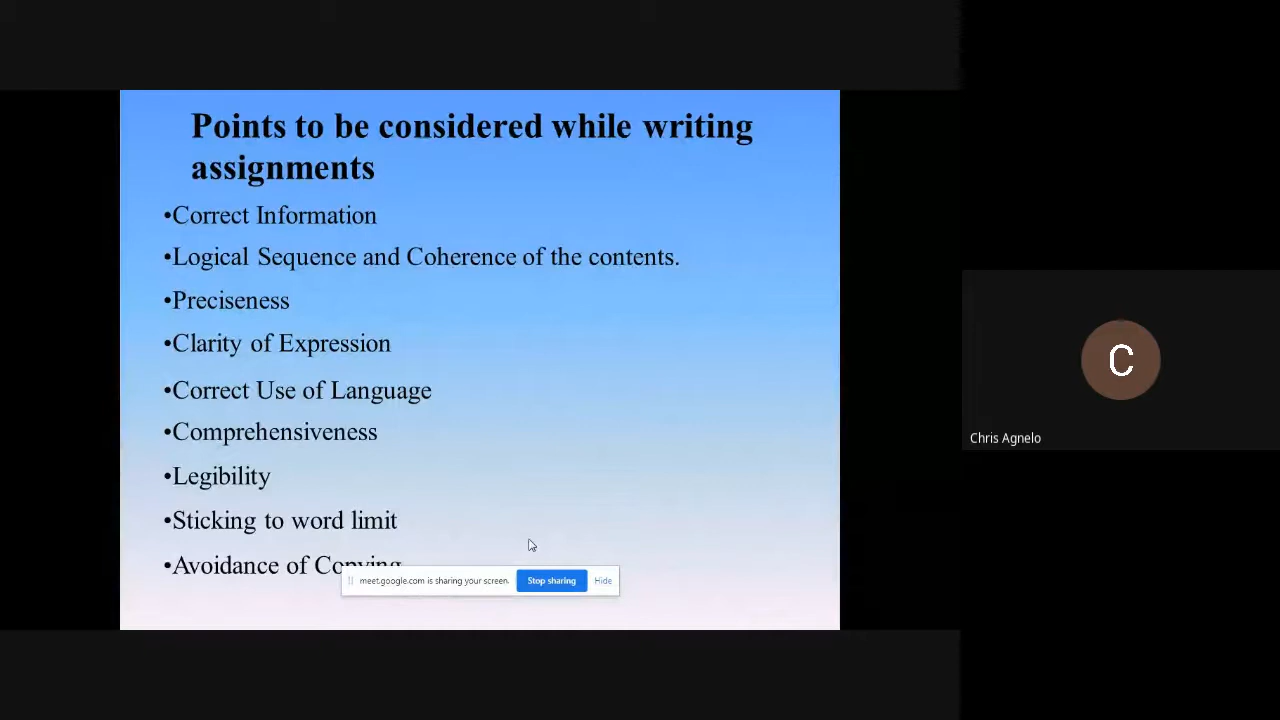 Points to be considered while writing
assignments
•Correct Information
•Logical Sequence and Coherence of the contents.
•Preciseness
•Clarity of Expression
•Correct Use of Language
•Comprehensiveness
•Legibility
•Sticking to word limit
•Avoidance of Copying
meet.google.com is sharing your screen. Stop sharing Hide
C
Chris Agnelo